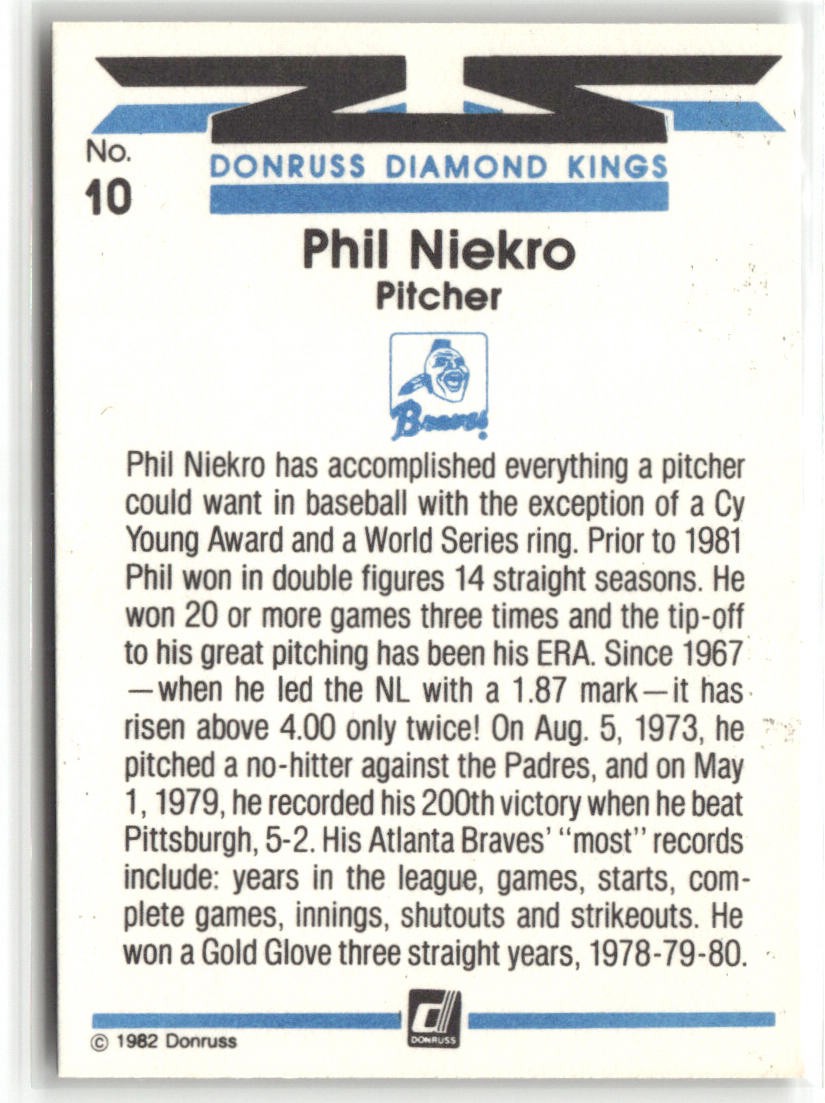 No.
10
DONRUSS DIAMOND KINGS
Phil Niekro
Pitcher
Braves
Phil Niekro has accomplished everything a pitcher
could want in baseball with the exception of a Cy
Young Award and a World Series ring. Prior to 1981
Phil won in double figures 14 straight seasons. He
won 20 or more games three times and the tip-off
to his great pitching has been his ERA. Since 1967
—when he led the NL with a 1.87 mark—it has
risen above 4.00 only twice! On Aug. 5, 1973, he
pitched a no-hitter against the Padres, and on May
1, 1979, he recorded his 200th victory when he beat
Pittsburgh, 5-2. His Atlanta Braves' "most" records
include: years in the league, games, starts, com-
plete games, innings, shutouts and strikeouts. He
won a Gold Glove three straight years, 1978-79-80.
DONRUSS
© 1982 Donruss